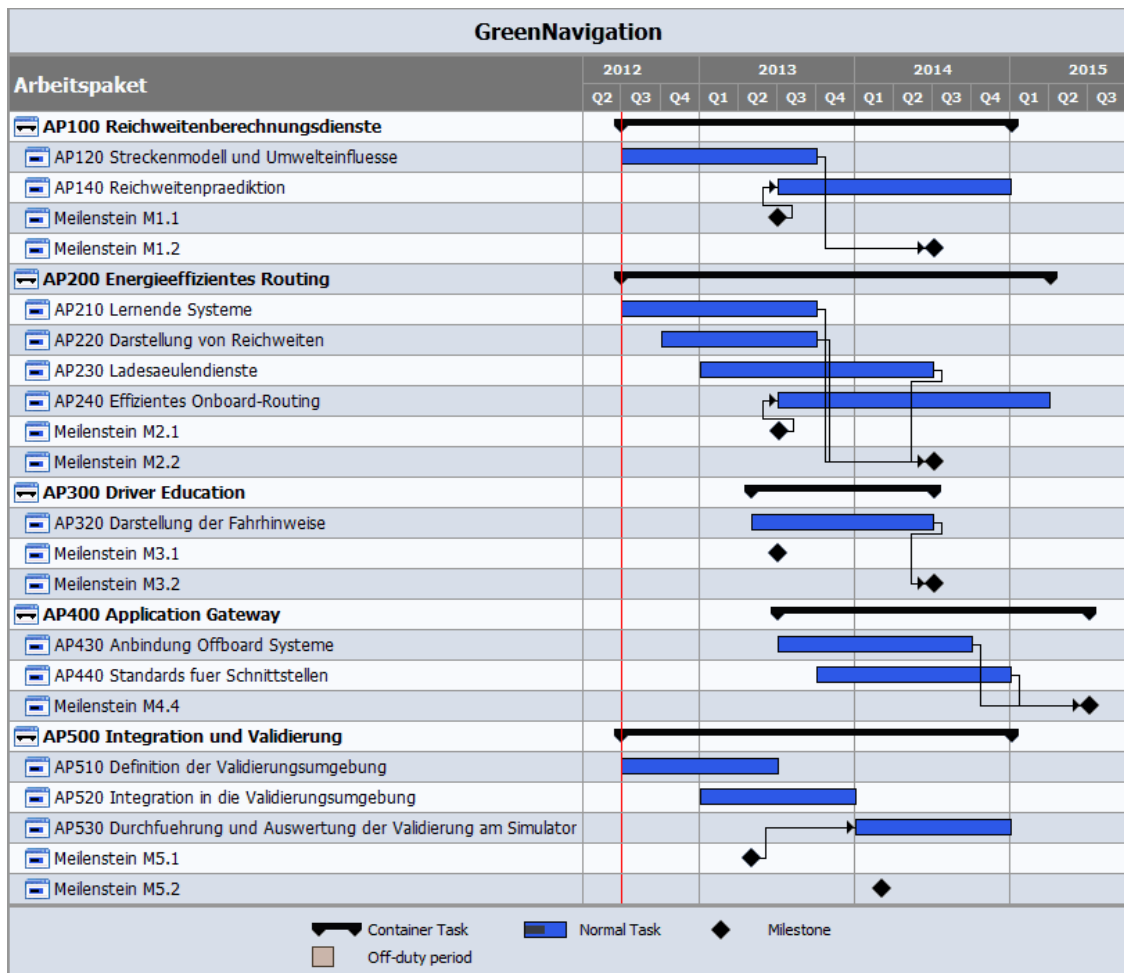 GreenNavigation
Arbeitspaket
2012 2013 2014 2015
Q2 Q3 Q4 Q1 Q2 Q3 Q4 Q1 Q2 Q3 Q4 Q1 Q2 Q3
AP100 Reichweitenberechnungsdienste
AP120 Streckenmodell und Umwelteinfluesse
AP140 Reichweitenpraediktion
Meilenstein M1.1
Meilenstein M1.2
AP200 Energieeffizientes Routing
AP210 Lernende Systeme
AP220 Darstellung von Reichweiten
AP230 Ladesaeulendienste
AP240 Effizientes Onboard-Routing
Meilenstein M2.1
Meilenstein M2.2
AP300 Driver Education
AP320 Darstellung der Fahrhinweise
Meilenstein M3.1
Meilenstein M3.2
AP400 Application Gateway
AP430 Anbindung Offboard Systeme
AP440 Standards fuer Schnittstellen
Meilenstein M4.4
AP500 Integration und Validierung
AP510 Definition der Validierungsumgebung
AP520 Integration in die Validierungsumgebung
AP530 Durchfuehrung und Auswertung der Validierung am Simulator
Meilenstein M5.1
Meilenstein M5.2
Container Task Normal Task Milestone
Off-duty period